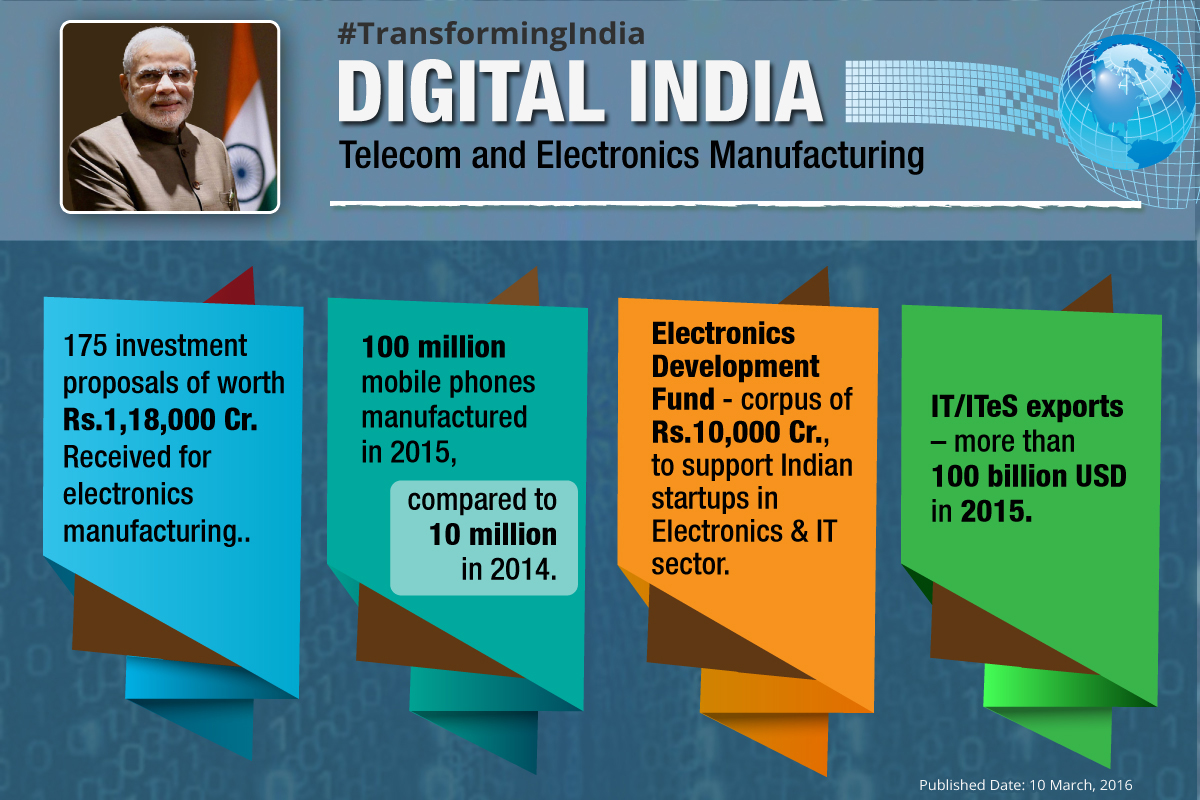 #TransformingIndia
DIGITAL INDIA
Telecom and Electronics Manufacturing
175 investment
proposals of worth
Rs.1,18,000 Cr.
Received for
electronics
manufacturing..
100 million
mobile phones
manufactured
in 2015,
compared to
10 million
in 2014.
Electronics
Development
Fund - corpus of
Rs.10,000 Cr.,
to support Indian
startups in
Electronics & IT
sector.
IT/ITeS exports
– more than
100 billion USD
in 2015.
Published Date: 10 March, 2016